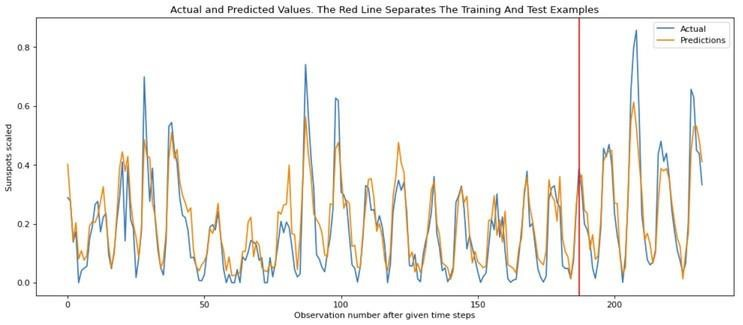 Actual and Predicted Values. The Red Line Separates The Training And Test Examples
Actual
Predictions
Sunspots scaled
0.8
0.6
0.4
0.2
0.0
0 50 100 150 200
Observation number after given time steps